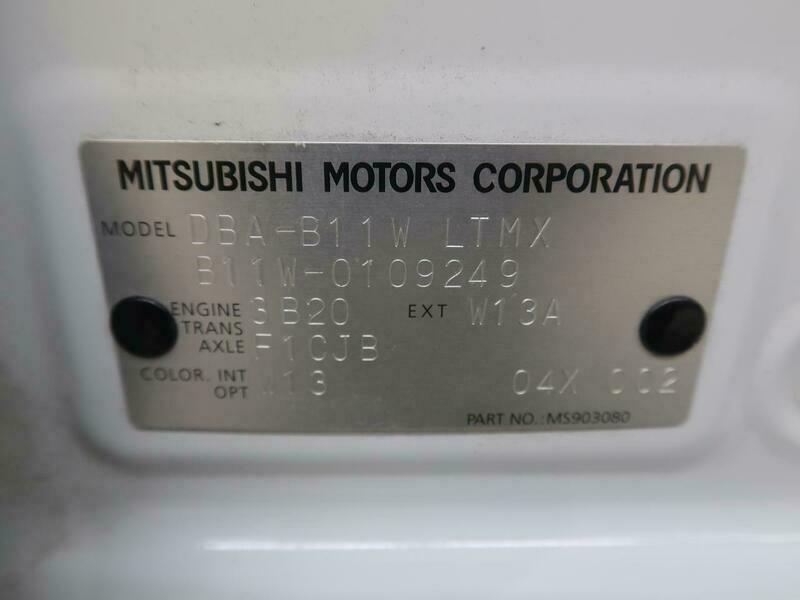 MITSUBISHI MOTORS CORPORATION
MODEL DBA-B11W LTMX
B11W-0109249
ENGINE 3B20 EXT W13A
TRANS
AXLE F1CJB
COLOR. INT W13 04X 002
OPT
PART NO.: MS903080